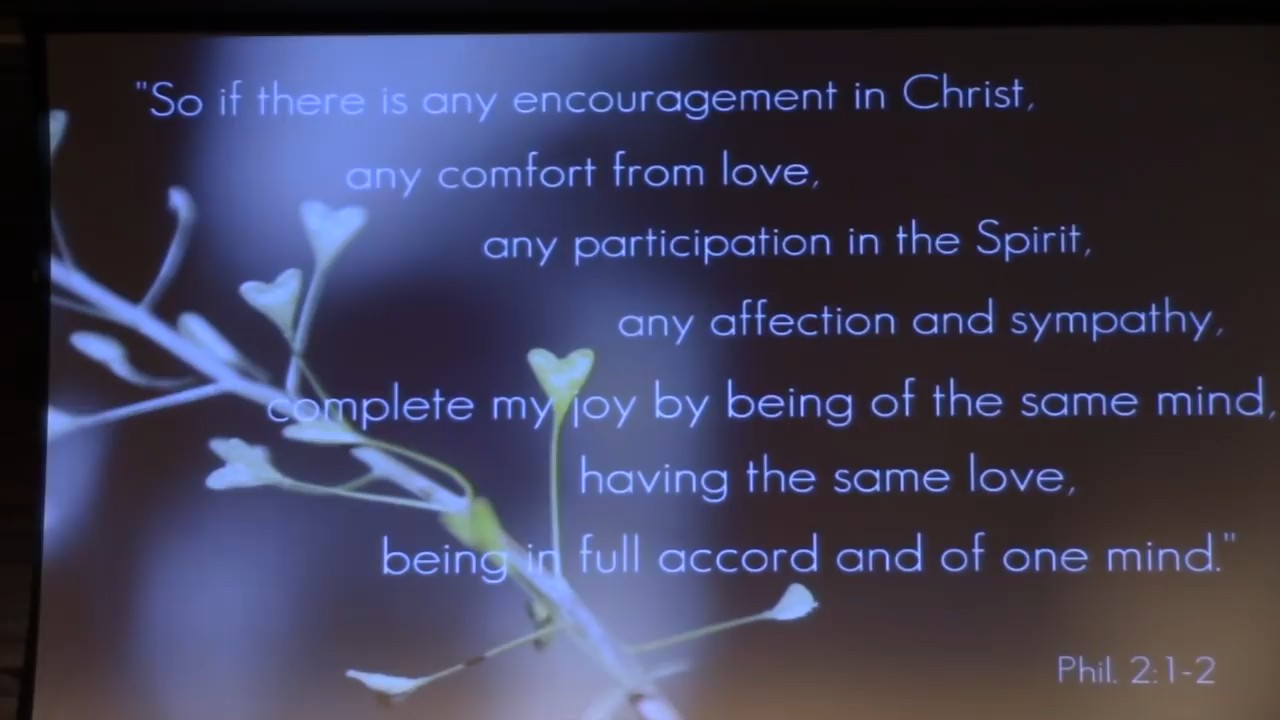 "So if there is any encouragement in Christ,
any comfort from love,
any participation in the Spirit,
any affection and sympathy,
complete my joy by being of the same mind,
having the same love,
being in full accord and of one mind."
Phil. 2:1-2